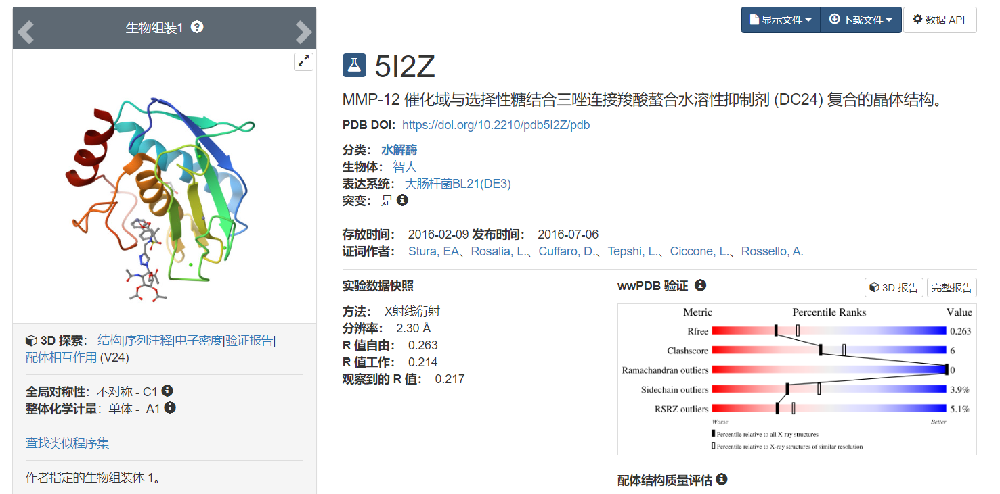 生物组装1
显示文件 下载文件 数据 API
5I2Z
MMP-12 催化域与选择性糖结合三唑连接羧酸螯合水溶性抑制剂 (DC24) 复合的晶体结构。
PDB DOI: https://doi.org/10.2210/pdb5I2Z/pdb
分类： 水解酶
生物体： 智人
表达系统： 大肠杆菌BL21(DE3)
突变： 是
存放时间： 2016-02-09 发布时间： 2016-07-06
证词作者： Stura, EA、Rosalia, L.、Cuffaro, D.、Tepshi, L.、Ciccone, L.、Rossello, A.
3D 探索： 结构|序列注释|电子密度|验证报告|
配体相互作用 (V24)
全局对称性：不对称 - C1
整体化学计量：单体 - A1
查找类似程序集
作者指定的生物组装体 1。
实验数据快照
方法： X射线衍射
分辨率： 2.30 Å
R 值自由： 0.263
R 值工作： 0.214
观察到的 R 值： 0.217
wwPDB 验证
3D 报告 完整报告
Metric Percentile Ranks Value
Rfree 0.263
Clashscore 6
Ramachandran outliers 0
Sidechain outliers 3.9%
RSRZ outliers 5.1%
Worse Better
Percentile relative to all X-ray structures
Percentile relative to X-ray structures of similar resolution
配体结构质量评估